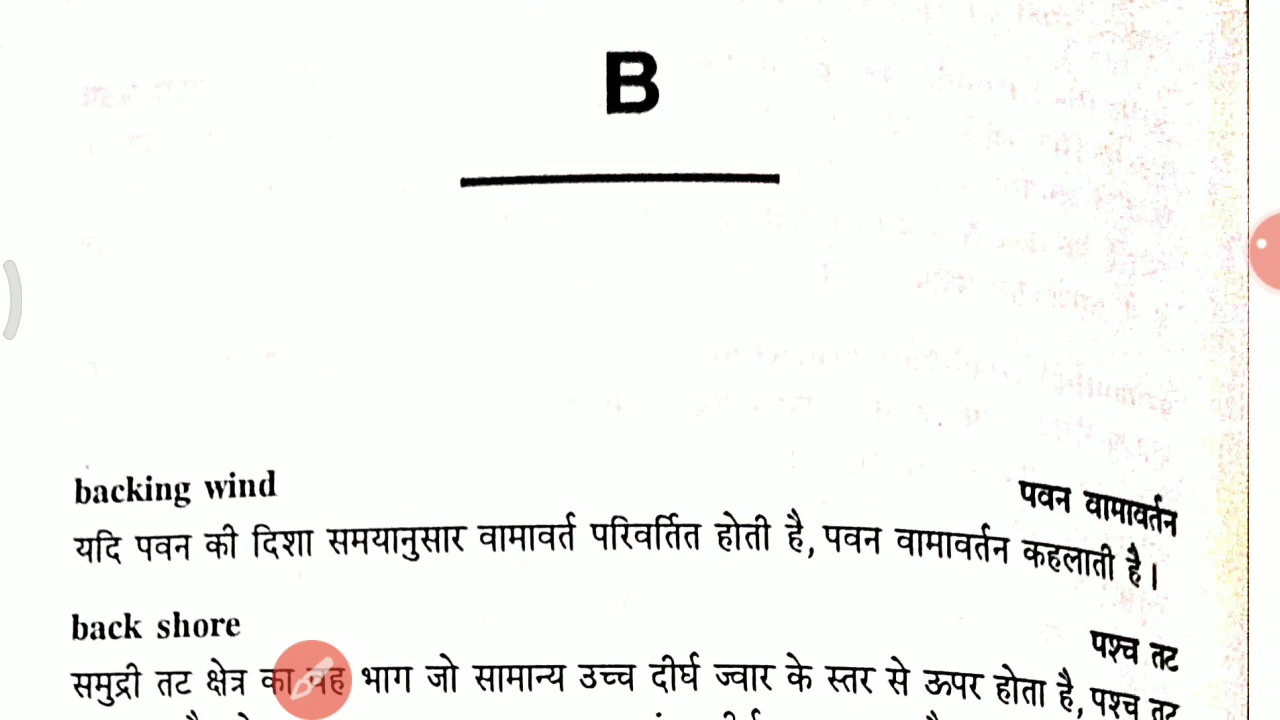 B
backing wind पवन वामावर्तन
यदि पवन की दिशा समयानुसार वामावर्त परिवर्तित होती है, पवन वामावर्तन कहलाती है।
back shore पश्च तट
समुद्री तट क्षेत्र का वह भाग जो सामान्य उच्च दीर्घ ज्वार के स्तर से ऊपर होता है, पश्च तट